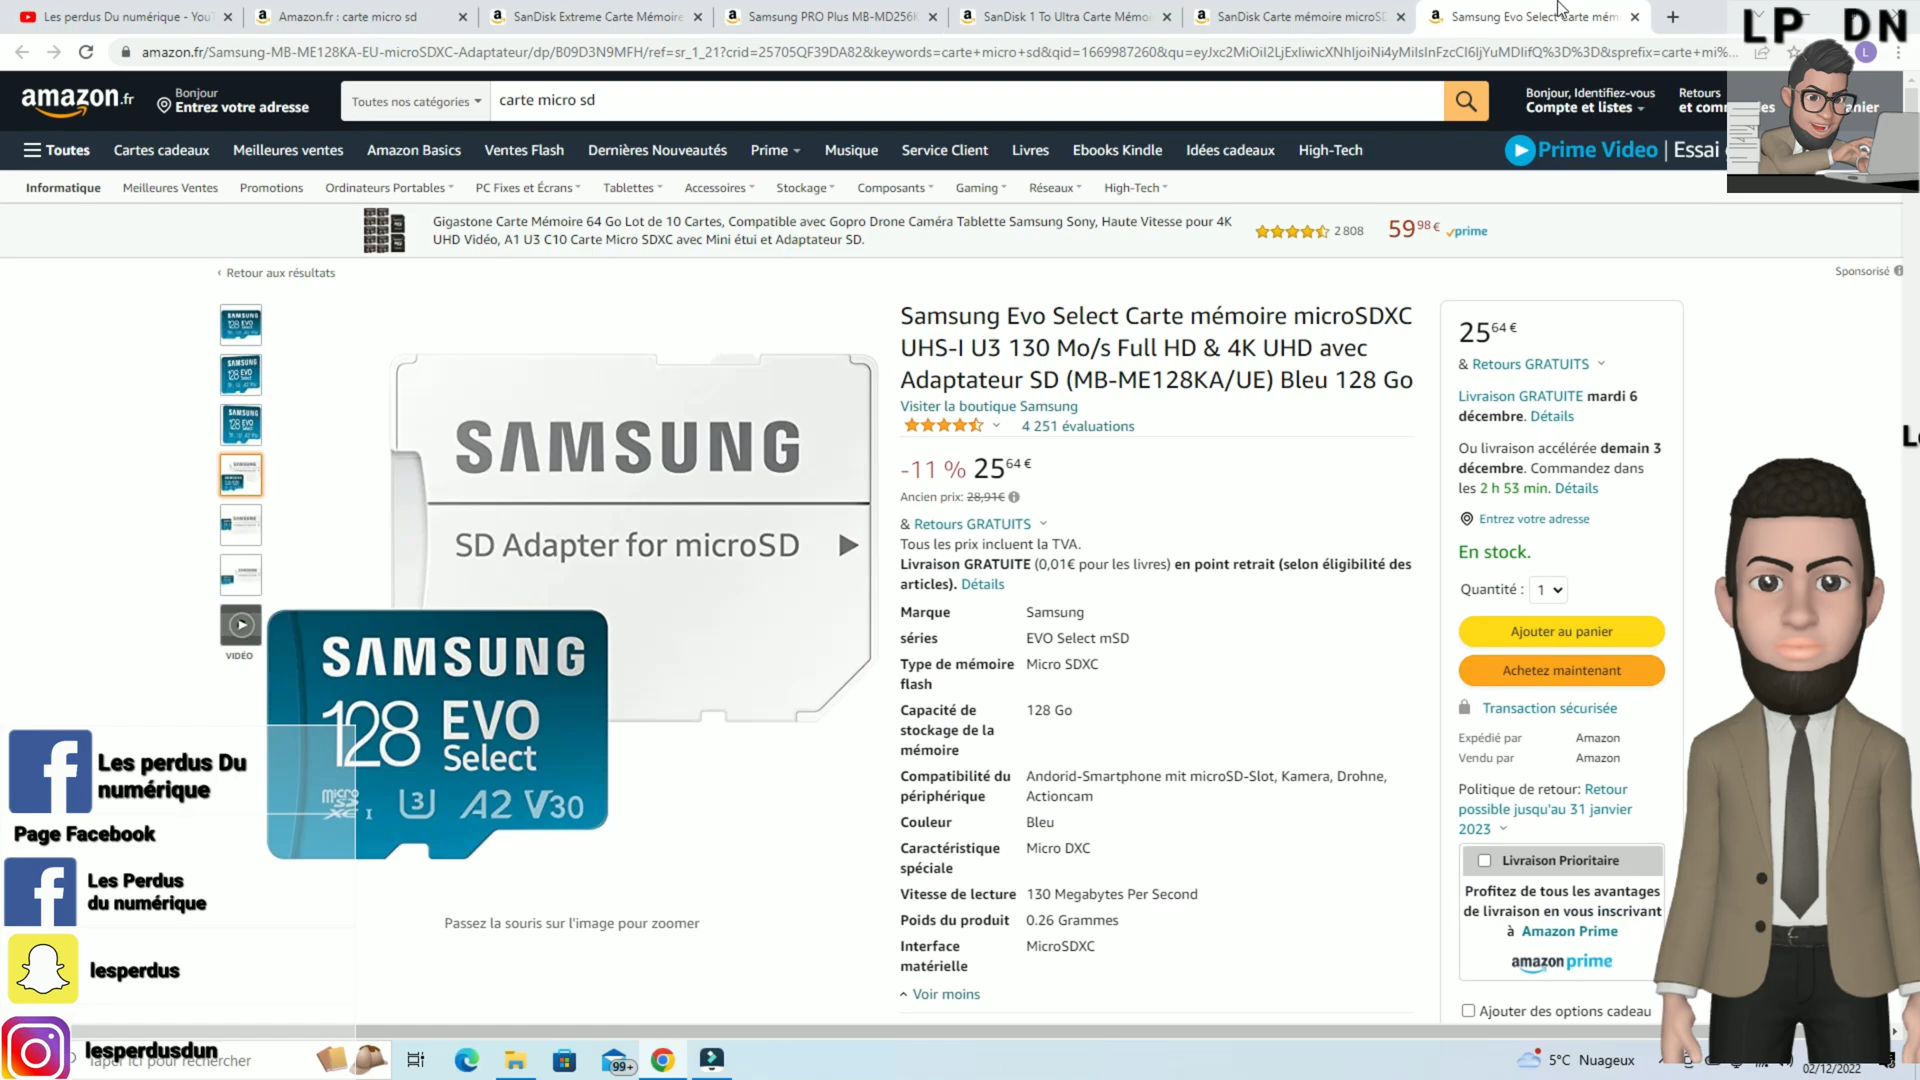 Les perdus Du numérique - You
Amazon.fr : carte micro sd
SanDisk Extreme Carte Mémoire
Samsung PRO Plus MB-MD256K
SanDisk 1 To Ultra Carte Mémoi
SanDisk Carte mémoire microSD
Samsung Evo Select Carte mém
LP DN
amazon.fr/Samsung-MB-ME128KA-EU-microSDXC-Adaptateur/dp/B09D3N9MFH/ref=sr_1_21?crid=25705QF39DA82&keywords=carte+micro+sd&qid=1669987260&qu=eyJxc2MiOiI2LjExIiwicXNhIjoiNi4yMiIsInFzcCI6IjYuMDIifQ%3D%3D&sprefix=carte+mi%...
L
amazon.fr
Bonjour
Entrez votre adresse
Toutes nos catégories
carte micro sd
Bonjour, Identifiez-vous
Compte et listes
Retours
et comm
es
anier
Toutes
Cartes cadeaux
Meilleures ventes
Amazon Basics
Ventes Flash
Dernières Nouveautés
Prime
Musique
Service Client
Livres
Ebooks Kindle
Idées cadeaux
High-Tech
Prime Video | Essai
Informatique
Meilleures Ventes
Promotions
Ordinateurs Portables
PC Fixes et Écrans
Tablettes
Accessoires
Stockage
Composants
Gaming
Réseaux
High-Tech
Gigastone Carte Mémoire 64 Go Lot de 10 Cartes, Compatible avec Gopro Drone Caméra Tablette Samsung Sony, Haute Vitesse pour 4K
UHD Vidéo, A1 U3 C10 Carte Micro SDXC avec Mini étui et Adaptateur SD.
2 808
59 98 € prime
‹ Retour aux résultats
Sponsorisé
SAMSUNG
SD Adapter for microSD
SAMSUNG
128 EVO
Select
micro SD XC I U3 A2 V30
VIDÉO
Passez la souris sur l'image pour zoomer
Samsung Evo Select Carte mémoire microSDXC
UHS-I U3 130 Mo/s Full HD & 4K UHD avec
Adaptateur SD (MB-ME128KA/UE) Bleu 128 Go
Visiter la boutique Samsung
4 251 évaluations
-11 % 25 64 €
Ancien prix: 28,91€
& Retours GRATUITS
Tous les prix incluent la TVA.
Livraison GRATUITE (0,01€ pour les livres) en point retrait (selon éligibilité des
articles). Détails
Marque Samsung
séries EVO Select mSD
Type de mémoire Micro SDXC
flash
Capacité de 128 Go
stockage de la
mémoire
Compatibilité du Andorid-Smartphone mit microSD-Slot, Kamera, Drohne,
périphérique Actioncam
Couleur Bleu
Caractéristique Micro DXC
spéciale
Vitesse de lecture 130 Megabytes Per Second
Poids du produit 0.26 Grammes
Interface MicroSDXC
matérielle
Voir moins
25 64 €
& Retours GRATUITS
Livraison GRATUITE mardi 6
décembre. Détails
Ou livraison accélérée demain 3
décembre. Commandez dans
les 2 h 53 min. Détails
Entrez votre adresse
En stock.
Quantité : 1
Ajouter au panier
Achetez maintenant
Transaction sécurisée
Expédié par Amazon
Vendu par Amazon
Politique de retour: Retour
possible jusqu'au 31 janvier
2023
Livraison Prioritaire
Profitez de tous les avantages
de livraison en vous inscrivant
à Amazon Prime
amazon prime
Ajouter des options cadeau
Les perdus Du
numérique
Page Facebook
Les Perdus
du numérique
lesperdus
lesperdusdun
Taper ici pour rechercher
99+
5°C Nuageux
02/12/2022